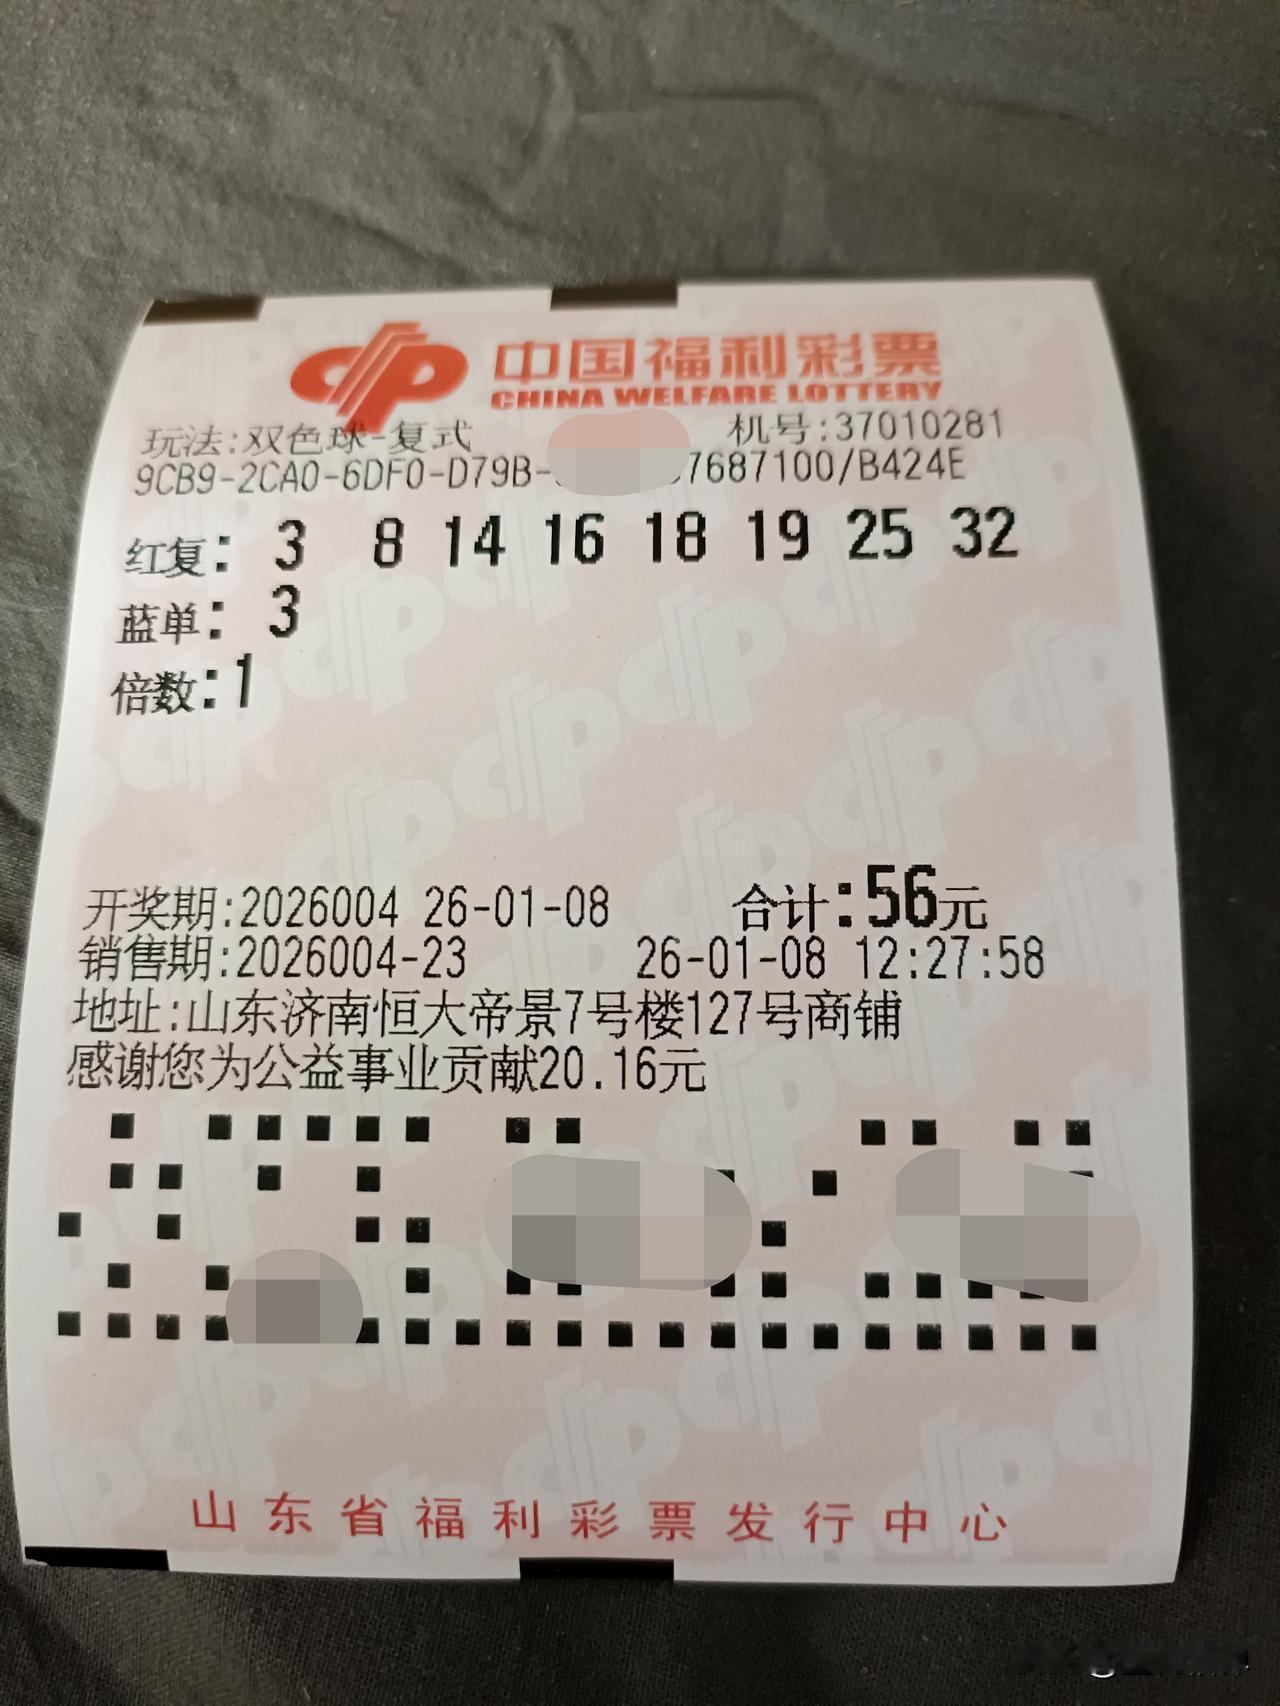 中国福利彩票
CHINA WELFARE LOTTERY
玩法:双色球-复式 机号:37010281
9CB9-2CA0-6DF0-D79B- 7687100/B424E
红复: 3 8 14 16 18 19 25 32
蓝单: 3
倍数:1
开奖期:2026004 26-01-08 合计:56元
销售期:2026004-23 26-01-08 12:27:58
地址:山东济南恒大帝景7号楼127号商铺
感谢您为公益事业贡献20.16元
山东省福利彩票发行中心